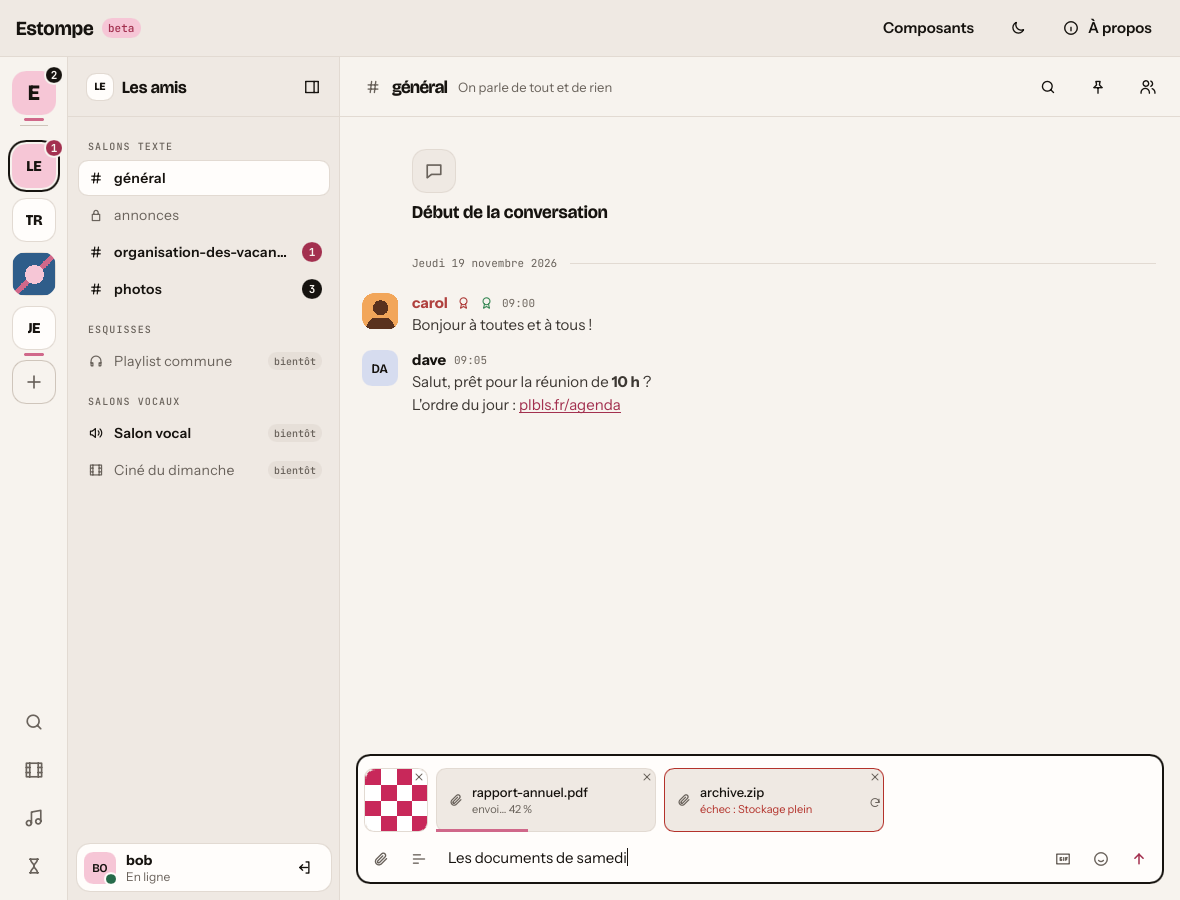 Estompe beta
Composants
À propos
E 2
LE 1
TR
JE
LE Les amis
SALONS TEXTE
# général
annonces
# organisation-des-vacan... 1
# photos 3
ESQUISSES
Playlist commune bientôt
SALONS VOCAUX
Salon vocal bientôt
Ciné du dimanche bientôt
BO bob
En ligne
# général On parle de tout et de rien
Début de la conversation
Jeudi 19 novembre 2026
carol 09:00
Bonjour à toutes et à tous !
DA dave 09:05
Salut, prêt pour la réunion de 10 h ?
L'ordre du jour : plbls.fr/agenda
rapport-annuel.pdf
envoi… 42 %
archive.zip
échec : Stockage plein
Les documents de samedi
GIF